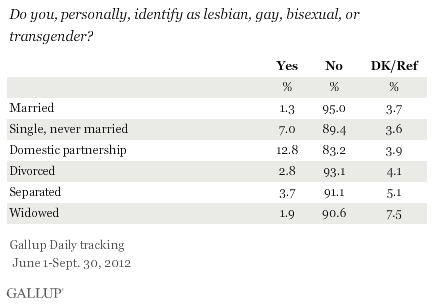 Do you, personally, identify as lesbian, gay, bisexual, or
transgender?
Yes No DK/Ref
% % %
Married 1.3 95.0 3.7
Single, never married 7.0 89.4 3.6
Domestic partnership 12.8 83.2 3.9
Divorced 2.8 93.1 4.1
Separated 3.7 91.1 5.1
Widowed 1.9 90.6 7.5
Gallup Daily tracking
June 1-Sept. 30, 2012
GALLUP®